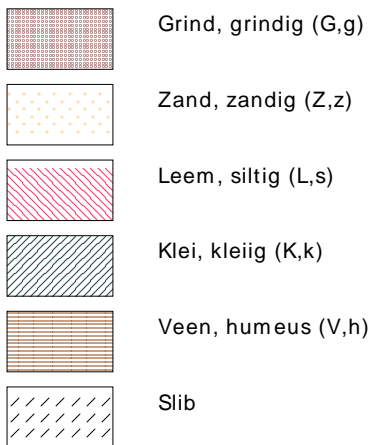 Grind, grindig (G,g)
Zand, zandig (Z,z)
Leem, siltig (L,s)
Klei, kleiig (K,k)
Veen, humeus (V,h)
Slib